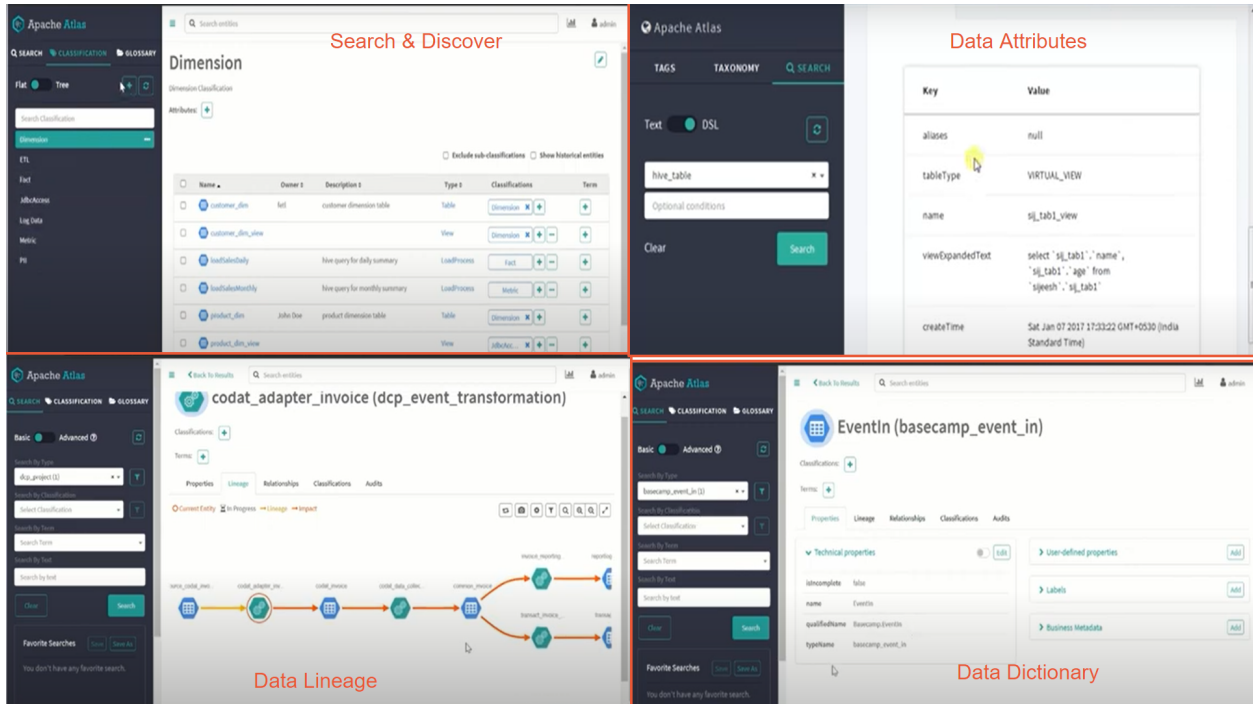 Apache Atlas
Search entities
admin
Search & Discover
SEARCH CLASSIFICATION GLOSSARY
Flat Tree
Search Classification
Dimension
ETL
Fact
JdbcAccess
Log Data
Metric
PII
Dimension
Dimension Classification
Attributes:
Exclude sub-classifications Show historical entities
Name Owner Description Type Classifications Term
customer_dim fetl customer dimension table Table Dimension
customer_dim_view View Dimension
loadSalesDaily hive query for daily summary LoadProcess Fact
loadSalesMonthly hive query for monthly summary LoadProcess Metric
product_dim John Doe product dimension table Table Dimension
product_dim_view View JdbcAc...
Apache Atlas
Data Attributes
TAGS TAXONOMY SEARCH
Text DSL
hive_table
Optional conditions
Clear Search
Key Value
aliases null
tableType VIRTUAL_VIEW
name sij_tab1_view
viewExpandedText select `sij_tab1`.`name`,
`sij_tab1`.`age` from
`sijeesh`.`sij_tab1`
createTime Sat Jan 07 2017 17:33:22 GMT+0530 (India
Standard Time)
Apache Atlas
Back To Results Search entities admin
SEARCH CLASSIFICATION GLOSSARY
Basic Advanced
Search By Type
dcp_project (1)
Search By Classification
Select Classification
Search By Term
Search Term
Search By Text
Search by text
Clear Search
Favorite Searches Save Save As
You don't have any favorite search.
codat_adapter_invoice (dcp_event_transformation)
Classifications:
Terms:
Properties Lineage Relationships Classifications Audits
Current Entity In Progress Lineage Impact
codat_adapter_inv... codat_invoice codat_data_collec... common_invoice
invoice_reporting reporting
transact_invoice_...
Data Lineage
Apache Atlas
Back To Results Search entities admin
SEARCH CLASSIFICATION GLOSSARY
Basic Advanced
Search By Type
basecamp_event_in (1)
Search By Classification
Select Classification
Search By Term
Search Term
Search By Text
Search by text
Clear Search
Favorite Searches Save Save As
You don't have any favorite search.
EventIn (basecamp_event_in)
Classifications:
Terms:
Properties Lineage Relationships Classifications Audits
Technical properties Edit
isIncomplete false
name EventIn
qualifiedName Basecamp.EventIn
typeName basecamp_event_in
User-defined properties Add
Labels Add
Business Metadata Add
Data Dictionary